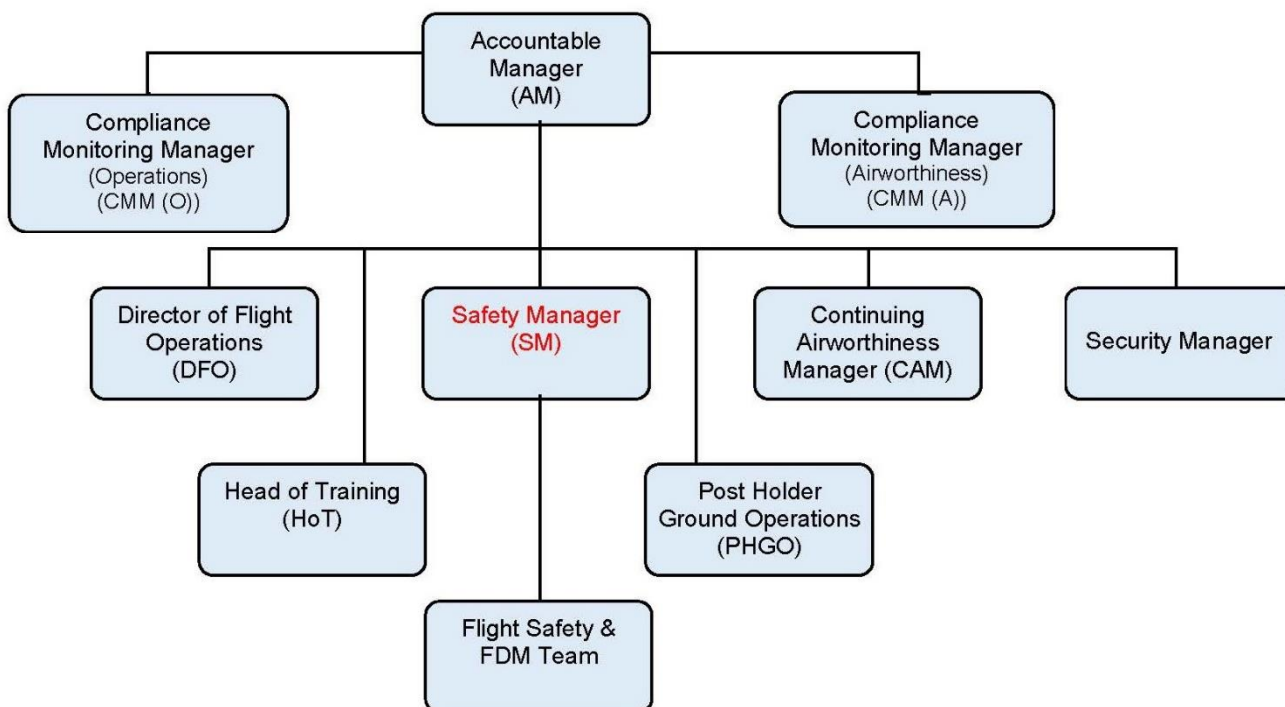 Accountable
Manager
(AM)
Compliance
Monitoring Manager
(Operations)
(CMM (O))
Compliance
Monitoring Manager
(Airworthiness)
(CMM (A))
Director of Flight
Operations
(DFO)
Safety Manager
(SM)
Continuing
Airworthiness
Manager (CAM)
Security Manager
Head of Training
(HoT)
Post Holder
Ground Operations
(PHGO)
Flight Safety &
FDM Team